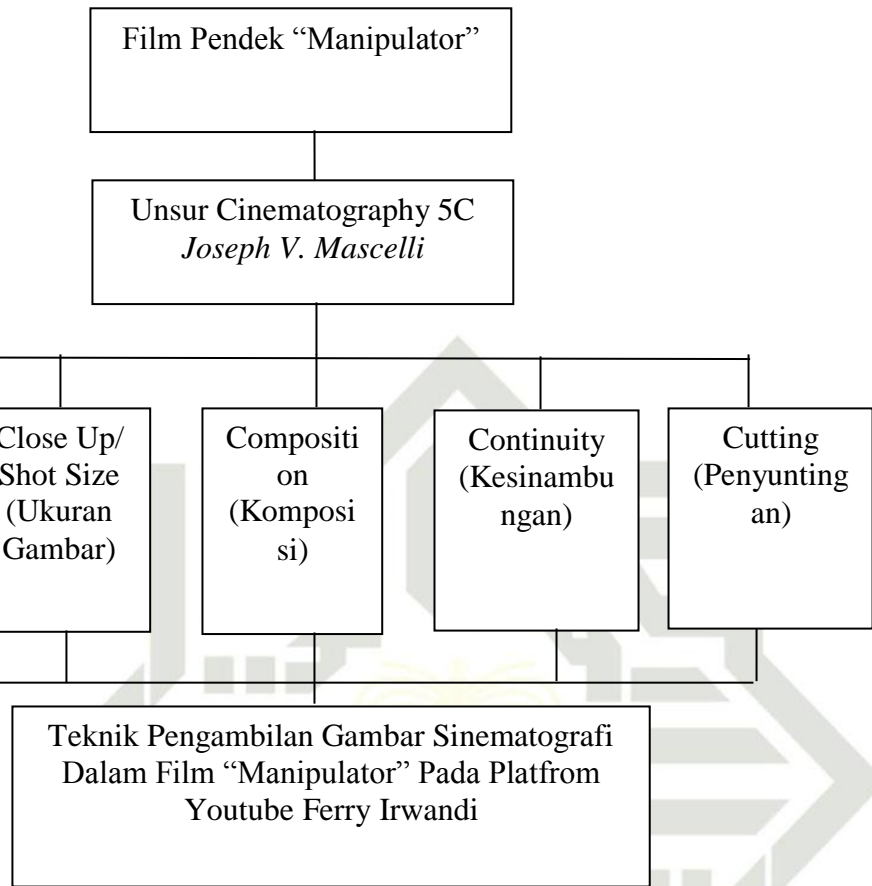 Film Pendek “Manipulator”
Unsur Cinematography 5C
Joseph V. Mascelli
Close Up/
Shot Size
(Ukuran
Gambar)
Compositi
on
(Komposi
si)
Continuity
(Kesinambu
ngan)
Cutting
(Penyunting
an)
Teknik Pengambilan Gambar Sinematografi
Dalam Film “Manipulator” Pada Platfrom
Youtube Ferry Irwandi